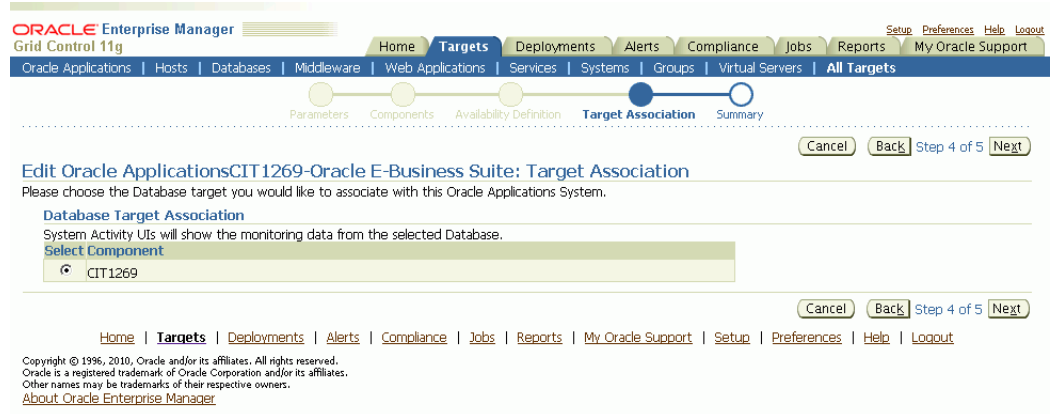 ORACLE Enterprise Manager
Grid Control 11g
Setup Preferences Help Logout
Home Targets Deployments Alerts Compliance Jobs Reports My Oracle Support
Oracle Applications | Hosts | Databases | Middleware | Web Applications | Services | Systems | Groups | Virtual Servers | All Targets
Parameters Components Availability Definition Target Association Summary
Cancel Back Step 4 of 5 Next
Edit Oracle ApplicationsCIT1269-Oracle E-Business Suite: Target Association
Please choose the Database target you would like to associate with this Oracle Applications System.
Database Target Association
System Activity UIs will show the monitoring data from the selected Database.
Select Component
CIT1269
Cancel Back Step 4 of 5 Next
Home | Targets | Deployments | Alerts | Compliance | Jobs | Reports | My Oracle Support | Setup | Preferences | Help | Logout
Copyright © 1996, 2010, Oracle and/or its affiliates. All rights reserved.
Oracle is a registered trademark of Oracle Corporation and/or its affiliates.
Other names may be trademarks of their respective owners.
About Oracle Enterprise Manager